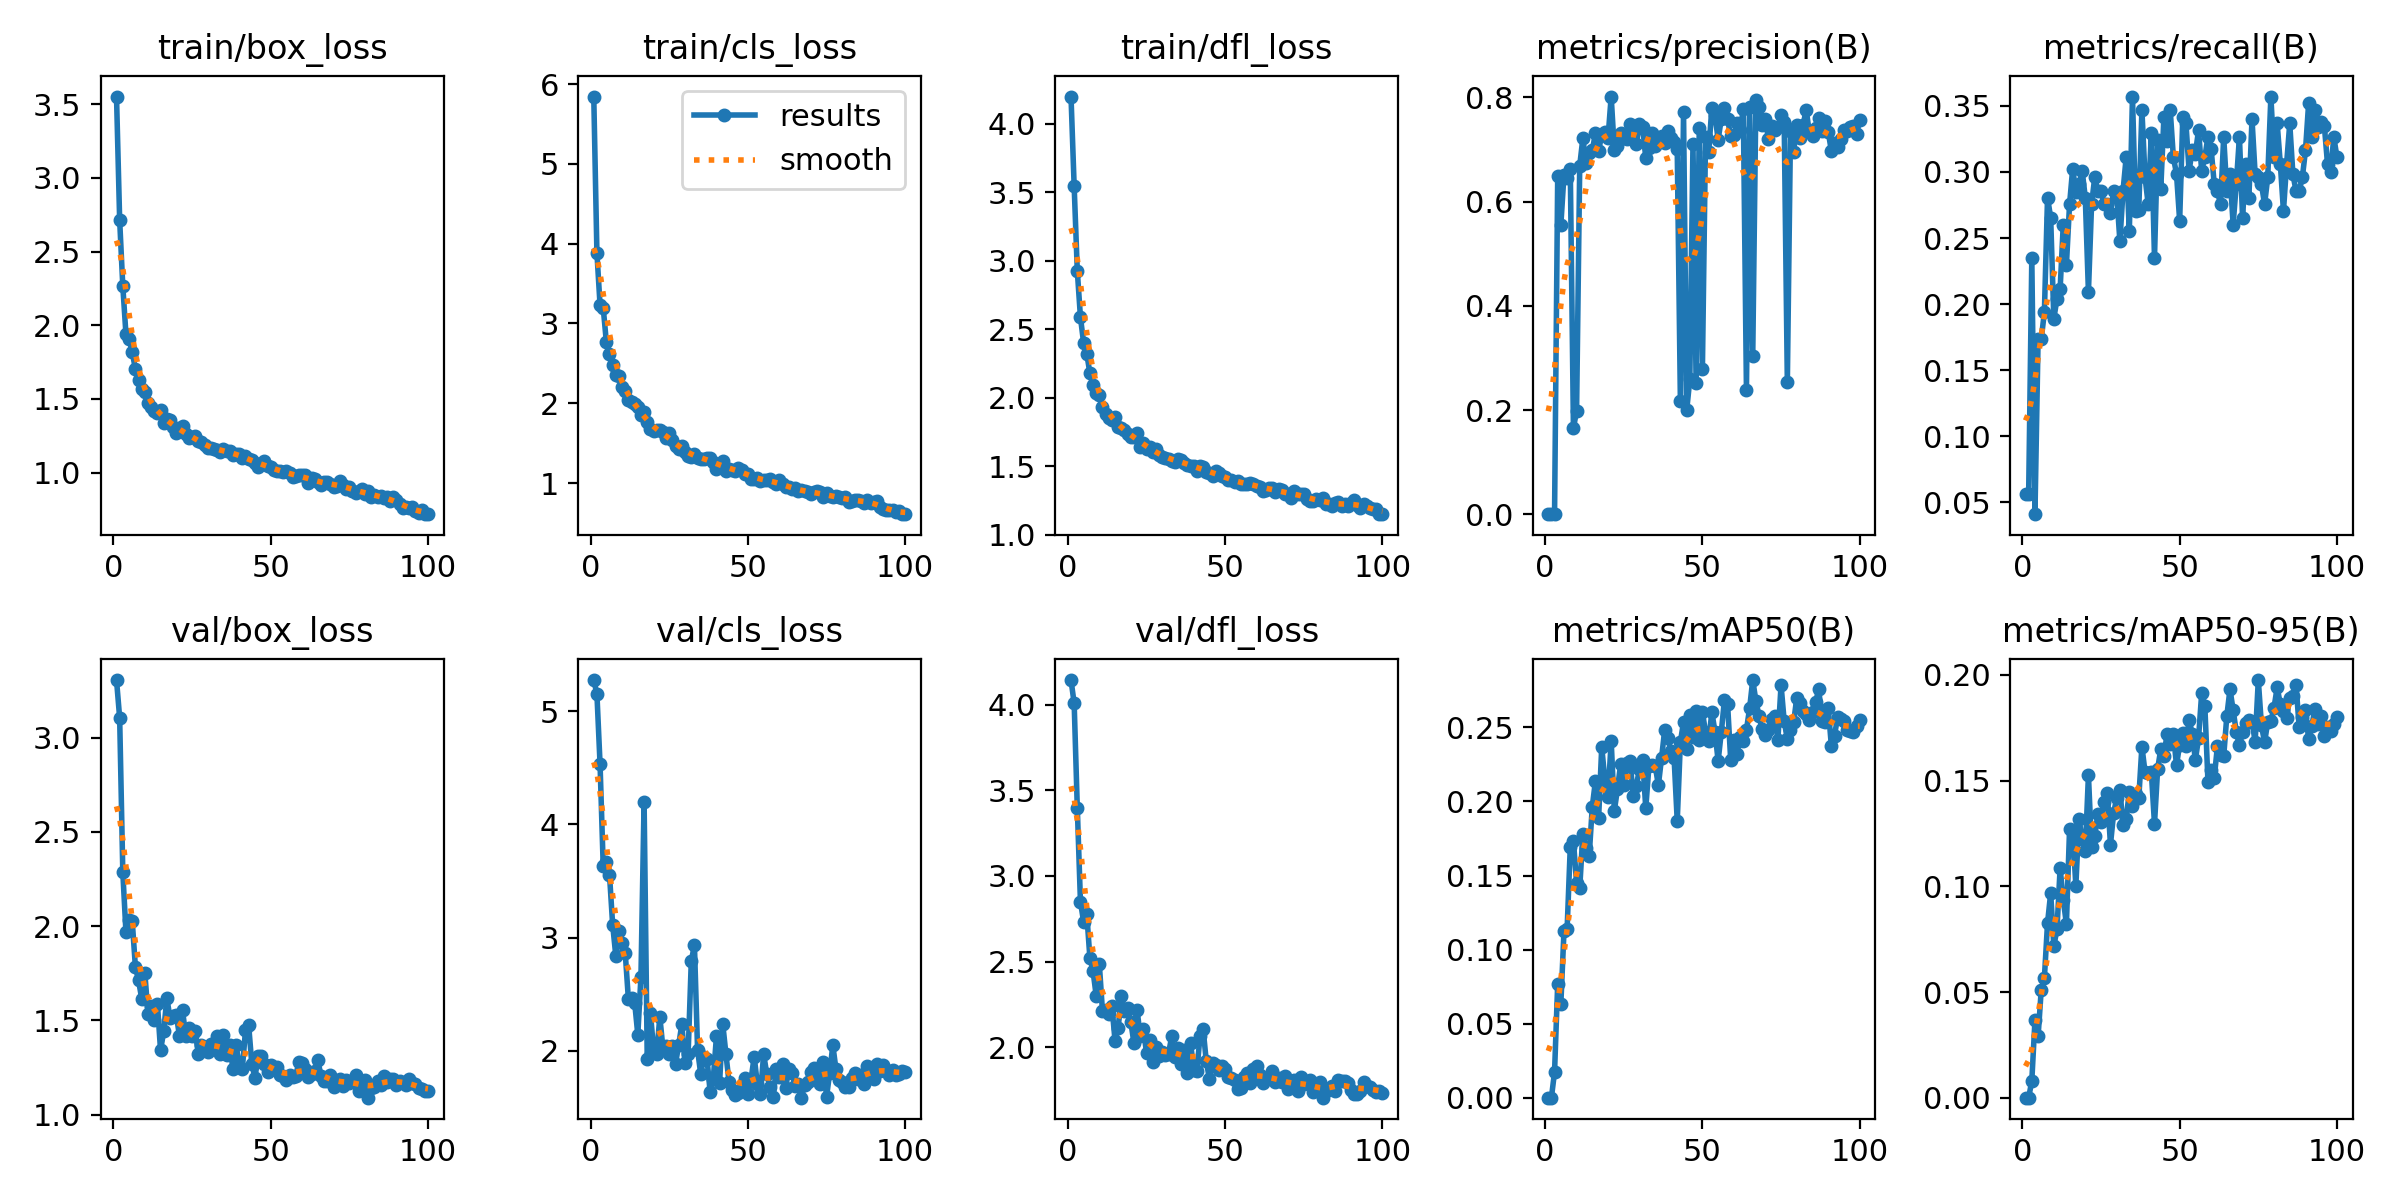 train/box_loss
3.5
3.0
2.5
2.0
1.5
1.0
0 50 100
train/cls_loss
results
smooth
6
5
4
3
2
1
0 50 100
train/dfl_loss
4.0
3.5
3.0
2.5
2.0
1.5
1.0
0 50 100
metrics/precision(B)
0.8
0.6
0.4
0.2
0.0
0 50 100
metrics/recall(B)
0.35
0.30
0.25
0.20
0.15
0.10
0.05
0 50 100
val/box_loss
3.0
2.5
2.0
1.5
1.0
0 50 100
val/cls_loss
5
4
3
2
0 50 100
val/dfl_loss
4.0
3.5
3.0
2.5
2.0
0 50 100
metrics/mAP50(B)
0.25
0.20
0.15
0.10
0.05
0.00
0 50 100
metrics/mAP50-95(B)
0.20
0.15
0.10
0.05
0.00
0 50 100